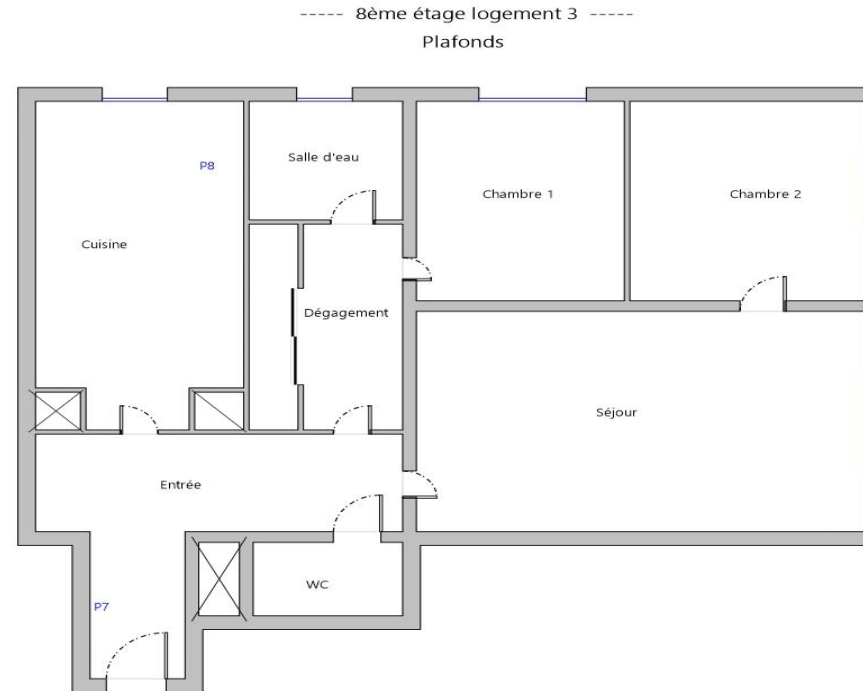 ----- 8ème étage logement 3 -----
Plafonds
P8
Salle d'eau
Chambre 1
Chambre 2
Cuisine
Dégagement
Séjour
Entrée
WC
P7